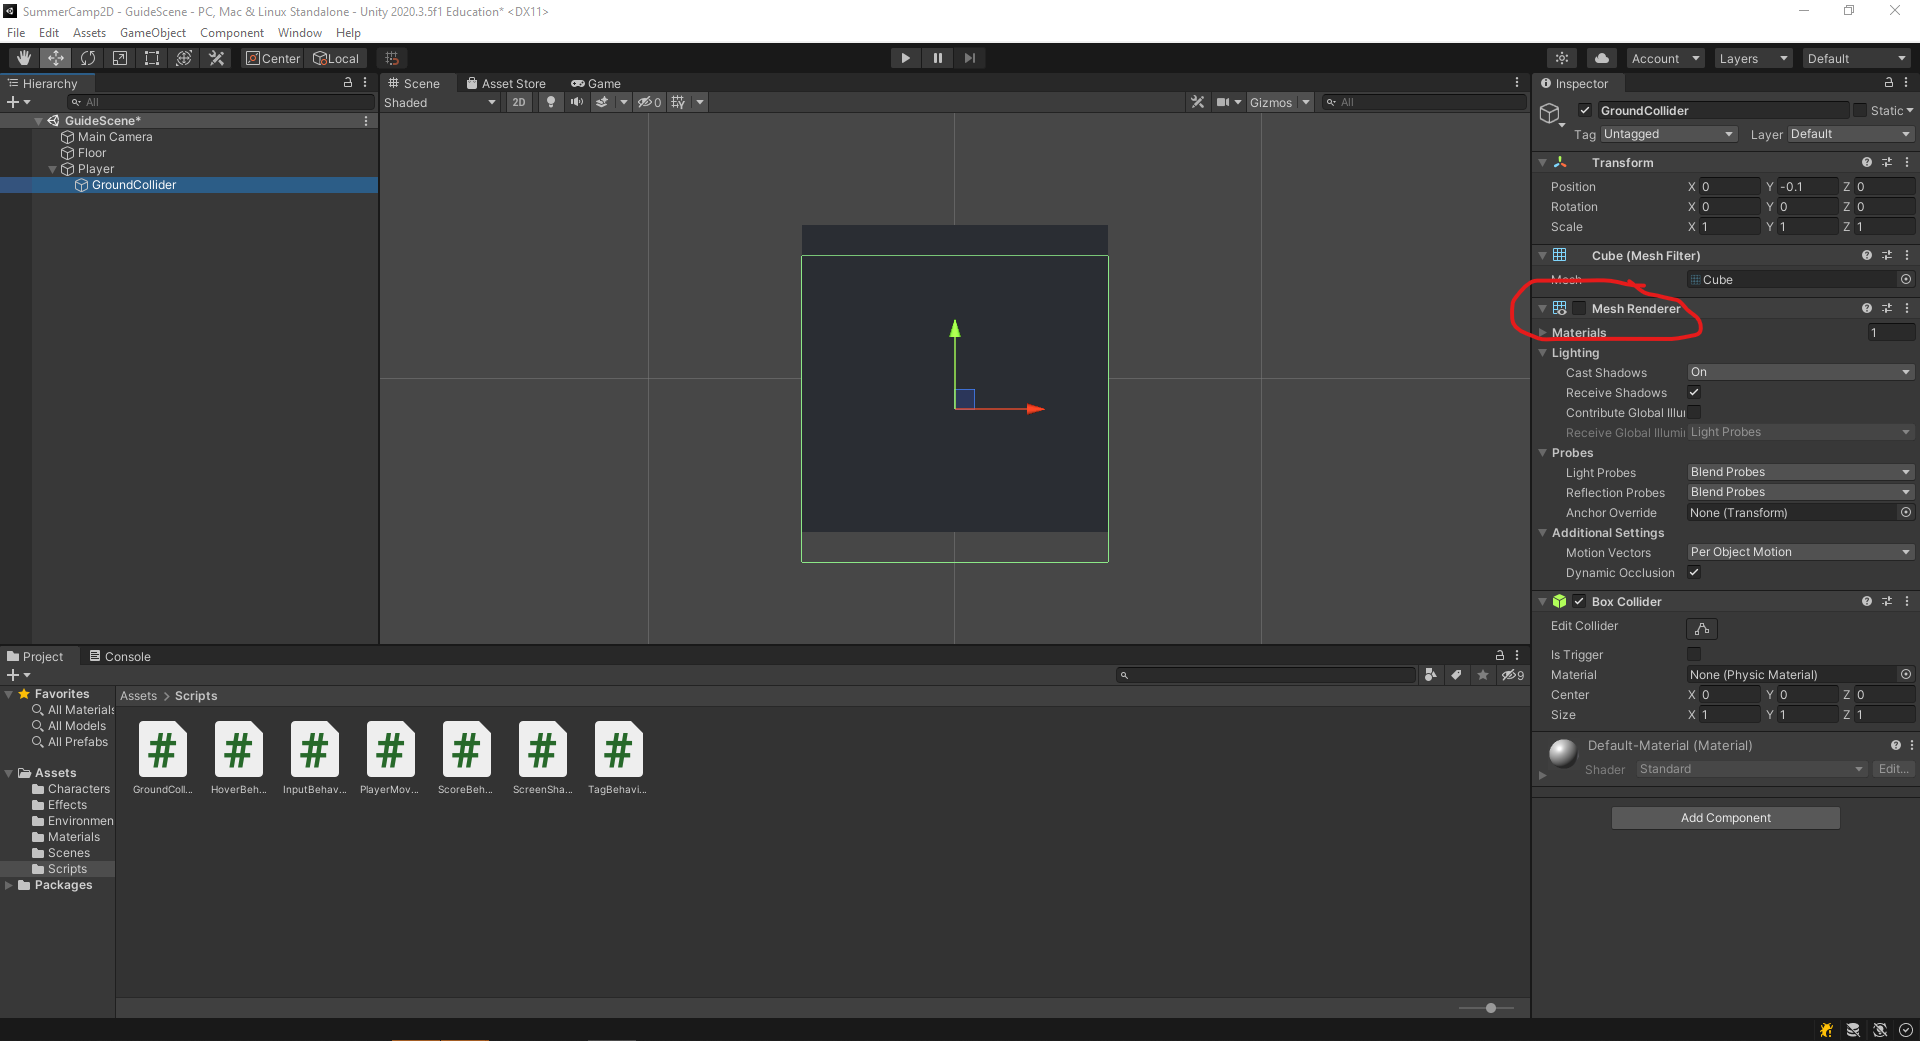 SummerCamp2D - GuideScene - PC, Mac & Linux Standalone - Unity 2020.3.5f1 Education* <DX11>
File Edit Assets GameObject Component Window Help
Center Local Account Layers Default
Hierarchy
All
GuideScene*
Main Camera
Floor
Player
GroundCollider
Scene Asset Store Game
Shaded 2D 0 Gizmos All
Inspector
GroundCollider Static
Tag Untagged Layer Default
Transform
Position X 0 Y -0.1 Z 0
Rotation X 0 Y 0 Z 0
Scale X 1 Y 1 Z 1
Cube (Mesh Filter)
Mesh Cube
Mesh Renderer
Materials 1
Lighting
Cast Shadows On
Receive Shadows
Contribute Global Illu
Receive Global Illumi Light Probes
Probes
Light Probes Blend Probes
Reflection Probes Blend Probes
Anchor Override None (Transform)
Additional Settings
Motion Vectors Per Object Motion
Dynamic Occlusion
Box Collider
Edit Collider
Is Trigger
Material None (Physic Material)
Center X 0 Y 0 Z 0
Size X 1 Y 1 Z 1
Default-Material (Material)
Shader Standard Edit...
Add Component
Project Console
9
Favorites
All Materials
All Models
All Prefabs
Assets
Characters
Effects
Environmen
Materials
Scenes
Scripts
Packages
Assets > Scripts
# # # # # # #
GroundColl... HoverBeh... InputBehav... PlayerMov... ScoreBeh... ScreenSha... TagBehavi...